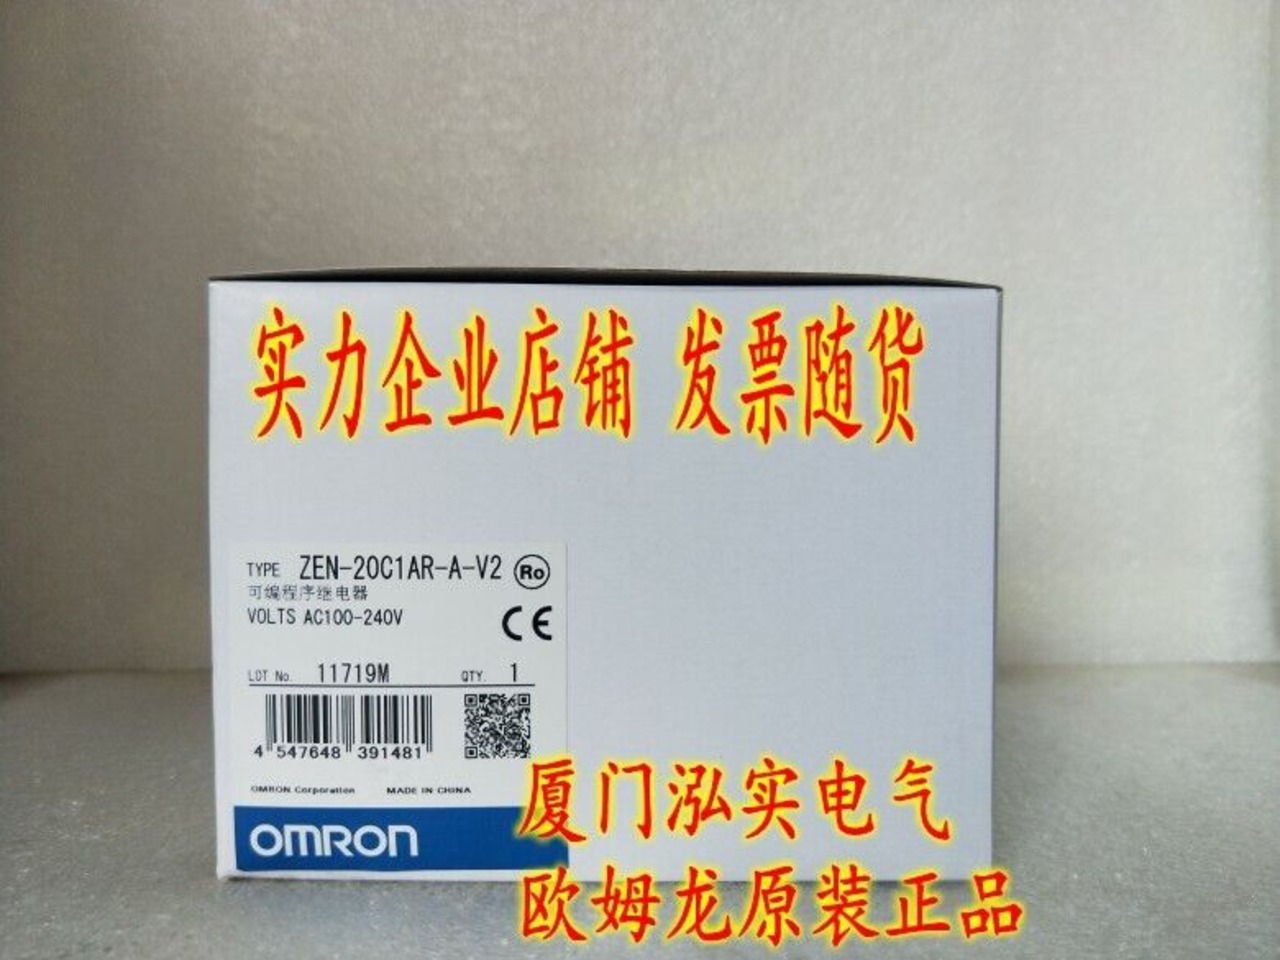 实力企业店铺 发票随货
TYPE ZEN-20C1AR-A-V2 Ro
可编程序继电器
VOLTS AC100-240V
CE
LOT No. 11719M QTY. 1
4 547648 391481
OMRON Corporation MADE IN CHINA
OMRON
厦门泓实电气
欧姆龙原装正品